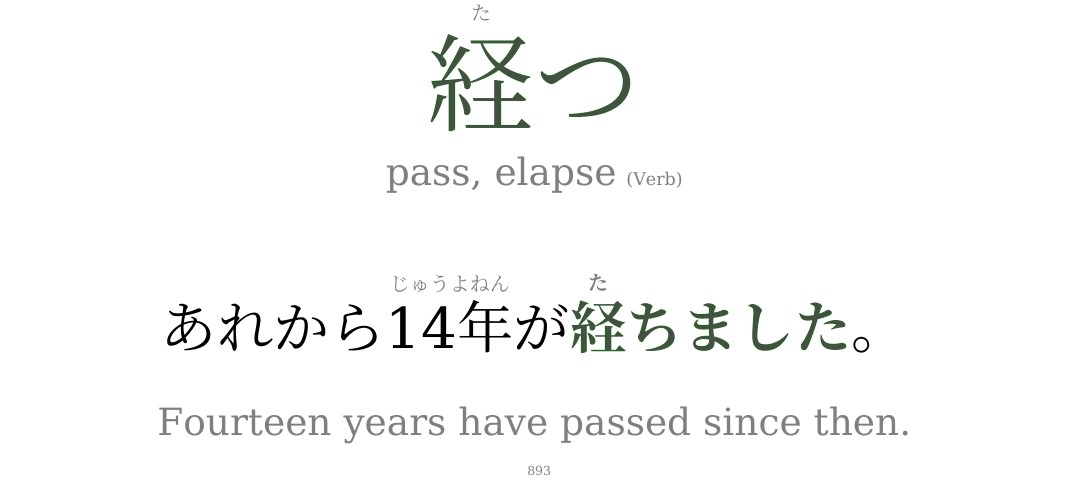 た
経つ
pass, elapse (Verb)
じゅうよねん た
あれから14年が経ちました。
Fourteen years have passed since then.
893